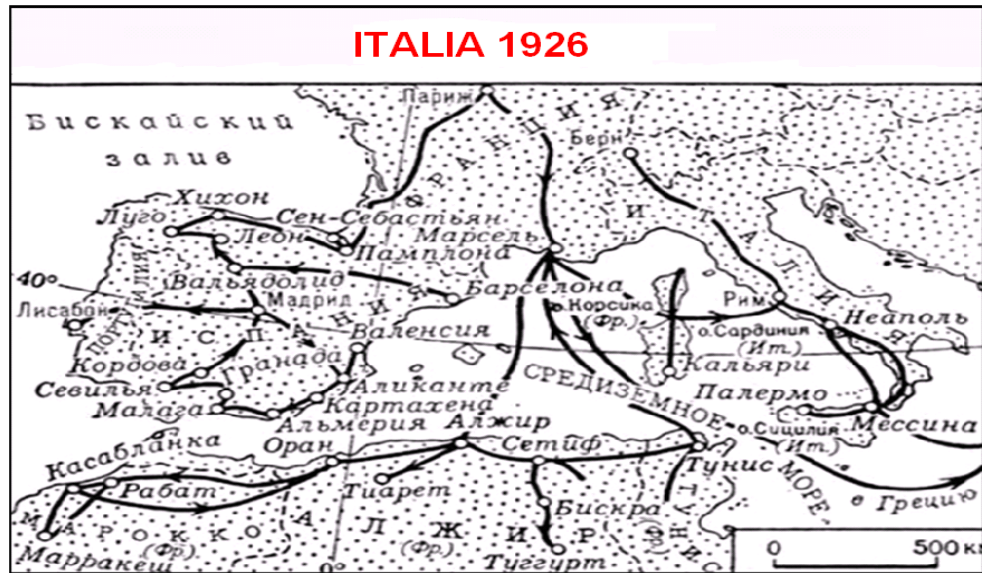 ITALIA 1926
Париж
Бискайский
залив
ФРАНЦИЯ
Берн
Хихон
Луго
Сен-Себастьян
Леон
Памплона
Марсель
ИТАЛИЯ
40°
ПОРТУГАЛИЯ
Вальядолид
Барселона
Лисабон
Мадрид
о.Корсика
(Фр.)
Рим
ИСПАНИЯ
Валенсия
о.Сардиния
(Ит.)
Неаполь
Кордова
Гранада
Кальяри
Севилья
Аликанте
СРЕДИЗЕМНОЕ МОРЕ
Палермо
Малага
Картахена
Альмерия
Алжир
о.Сицилия
(Ит.)
Мессина
Касабланка
Оран
Сетиф
Тунис
Рабат
Тиарет
Бискра
в Грецию
МАРОККО
(Фр.)
АЛЖИР
(Фр.)
ТУНИС
Марракеш
0°
Туггурт
0 500 км